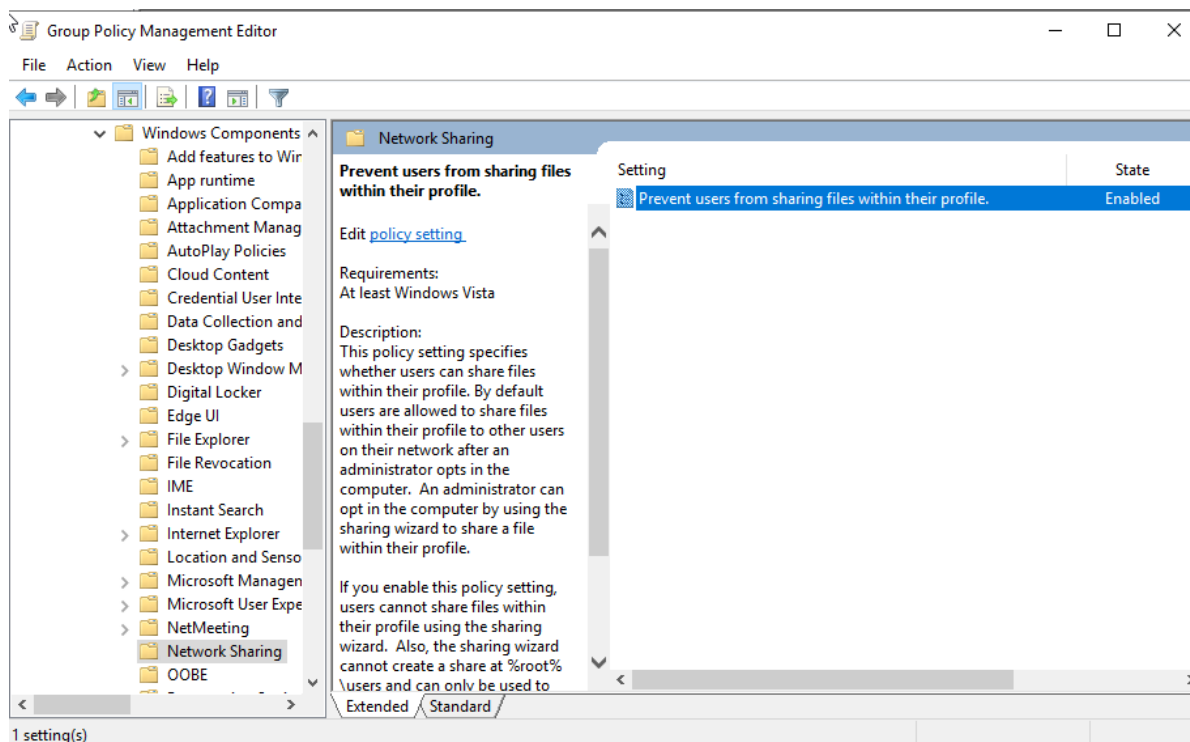 Group Policy Management Editor
File Action View Help
Windows Components
Add features to Wir
App runtime
Application Compa
Attachment Manag
AutoPlay Policies
Cloud Content
Credential User Inte
Data Collection and
Desktop Gadgets
Desktop Window M
Digital Locker
Edge UI
File Explorer
File Revocation
IME
Instant Search
Internet Explorer
Location and Senso
Microsoft Managen
Microsoft User Expe
NetMeeting
Network Sharing
OOBE
Network Sharing
Prevent users from sharing files
within their profile.
Edit policy setting
Requirements:
At least Windows Vista
Description:
This policy setting specifies
whether users can share files
within their profile. By default
users are allowed to share files
within their profile to other users
on their network after an
administrator opts in the
computer. An administrator can
opt in the computer by using the
sharing wizard to share a file
within their profile.
If you enable this policy setting,
users cannot share files within
their profile using the sharing
wizard. Also, the sharing wizard
cannot create a share at %root%
\users and can only be used to
Setting State
Prevent users from sharing files within their profile. Enabled
Extended Standard
1 setting(s)